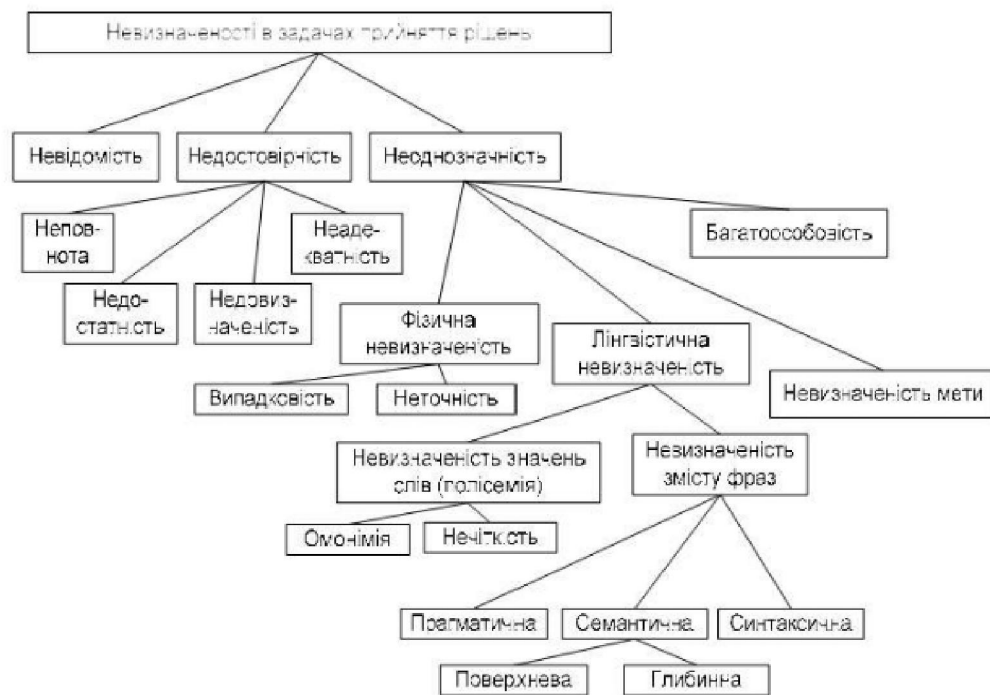 Невизначеності в задачах прийняття рішень
Невідомість
Недостовірність
Неоднозначність
Непов-
нота
Неаде-
кватність
Багатоособовість
Недо-
статність
Недовиз-
наченість
Фізична
невизначеність
Лінгвістична
невизначеність
Випадковість
Неточність
Невизначеність мети
Невизначеність значень
слів (полісемія)
Невизначеність
змісту фраз
Омонімія
Нечіткість
Прагматична
Семантична
Синтаксична
Поверхнева
Глибинна